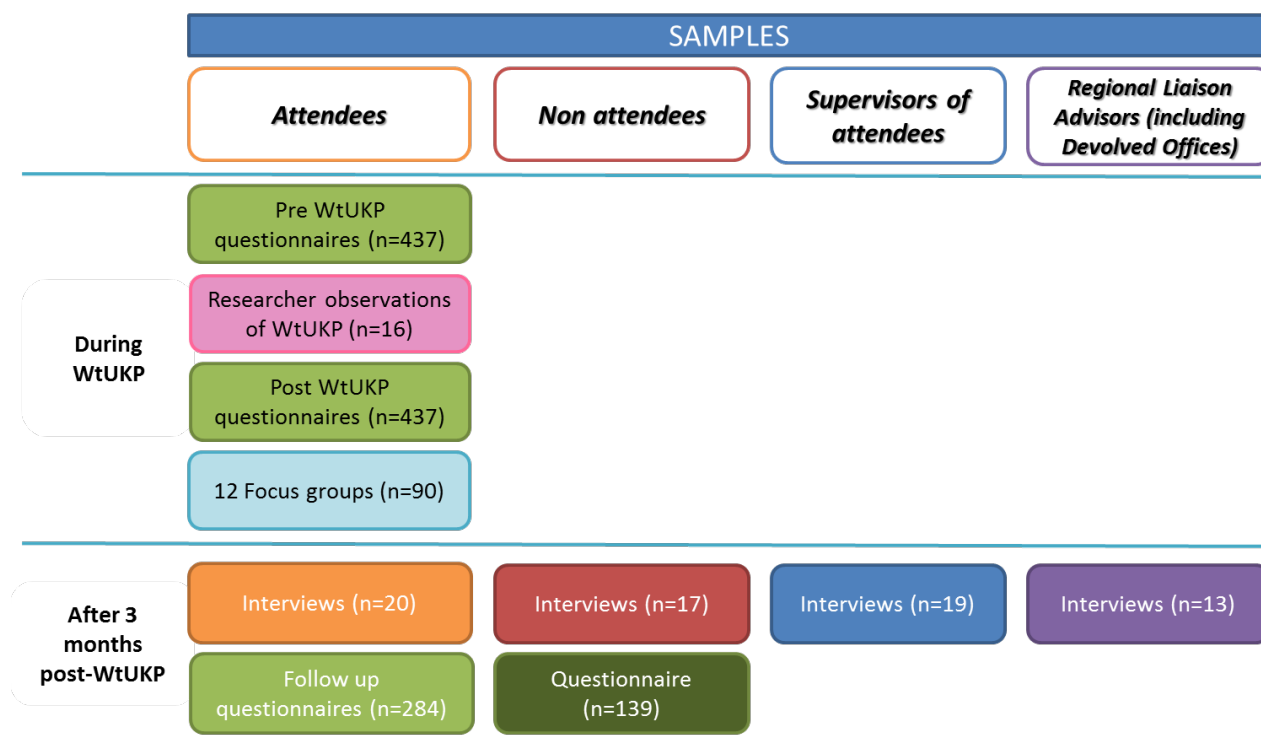 SAMPLES
Attendees
Non attendees
Supervisors of
attendees
Regional Liaison
Advisors (including
Devolved Offices)
During
WtUKP
Pre WtUKP
questionnaires (n=437)
Researcher observations
of WtUKP (n=16)
Post WtUKP
questionnaires (n=437)
12 Focus groups (n=90)
After 3
months
post-WtUKP
Interviews (n=20)
Interviews (n=17)
Interviews (n=19)
Interviews (n=13)
Follow up
questionnaires (n=284)
Questionnaire
(n=139)